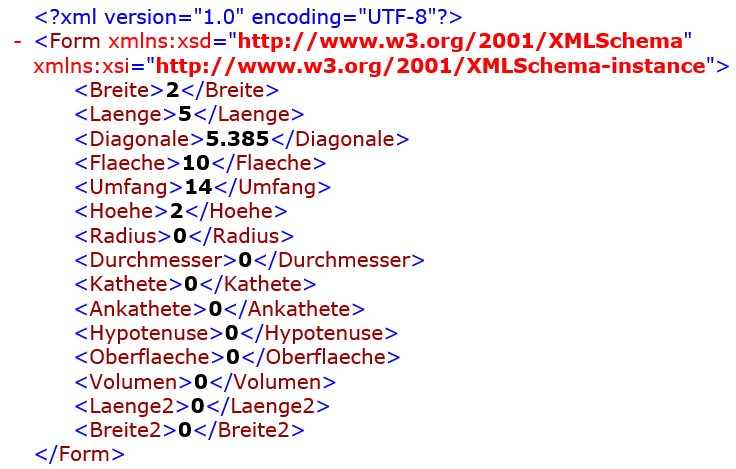 <?xml version="1.0" encoding="UTF-8"?>
- <Form xmlns:xsd="http://www.w3.org/2001/XMLSchema"
xmlns:xsi="http://www.w3.org/2001/XMLSchema-instance">
<Breite>2</Breite>
<Laenge>5</Laenge>
<Diagonale>5.385</Diagonale>
<Flaeche>10</Flaeche>
<Umfang>14</Umfang>
<Hoehe>2</Hoehe>
<Radius>0</Radius>
<Durchmesser>0</Durchmesser>
<Kathete>0</Kathete>
<Ankathete>0</Ankathete>
<Hypotenuse>0</Hypotenuse>
<Oberflaeche>0</Oberflaeche>
<Volumen>0</Volumen>
<Laenge2>0</Laenge2>
<Breite2>0</Breite2>
</Form>